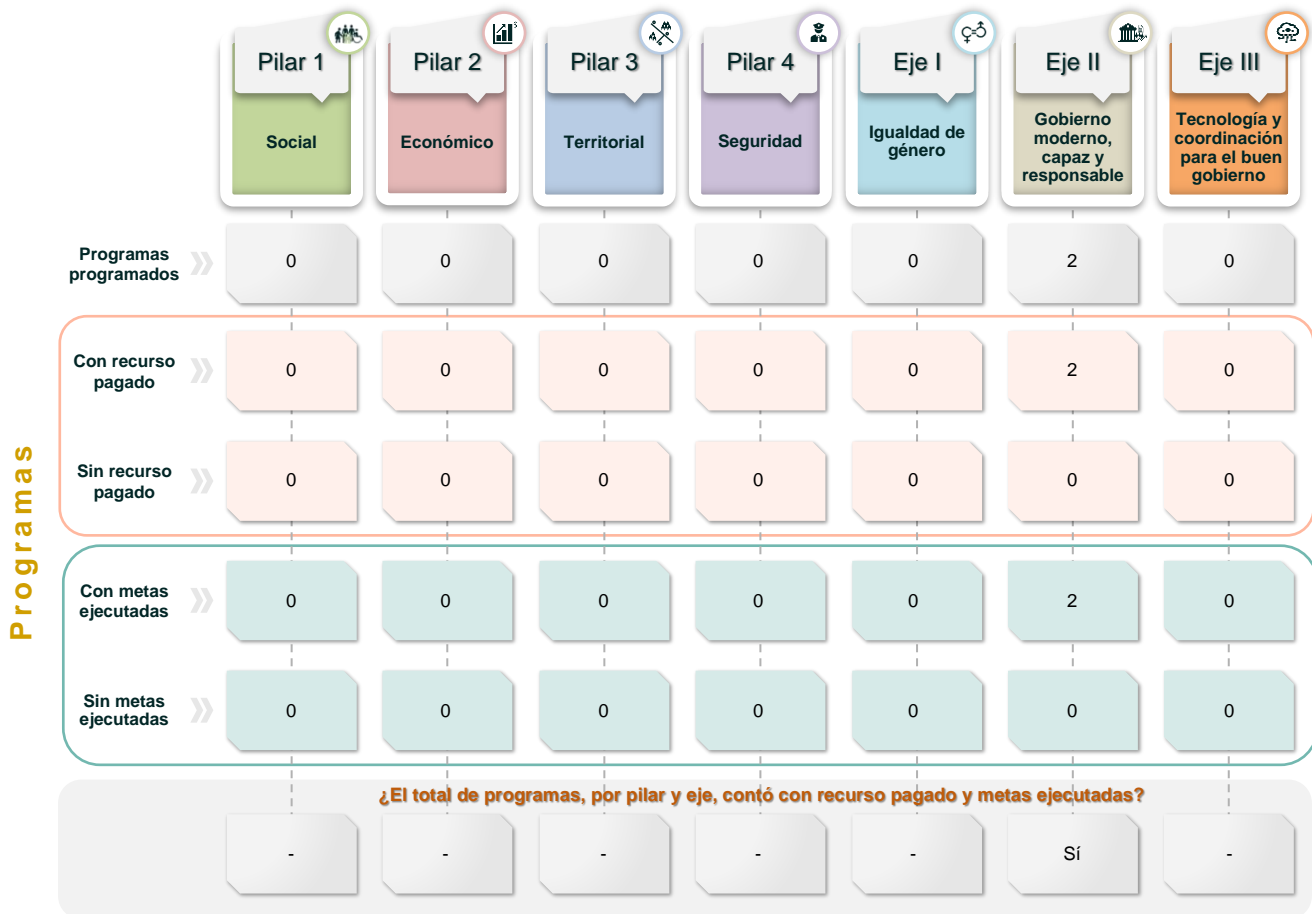 Pilar 1
Pilar 2
Pilar 3
Pilar 4
Eje I
Eje II
Eje III
Social
Económico
Territorial
Seguridad
Igualdad de
género
Gobierno
moderno,
capaz y
responsable
Tecnología y
coordinación
para el buen
gobierno
Programas
Programas
programados
0
0
0
0
0
2
0
Con recurso
pagado
0
0
0
0
0
2
0
Sin recurso
pagado
0
0
0
0
0
0
0
Con metas
ejecutadas
0
0
0
0
0
2
0
Sin metas
ejecutadas
0
0
0
0
0
0
0
¿El total de programas, por pilar y eje, contó con recurso pagado y metas ejecutadas?
-
-
-
-
-
Sí
-